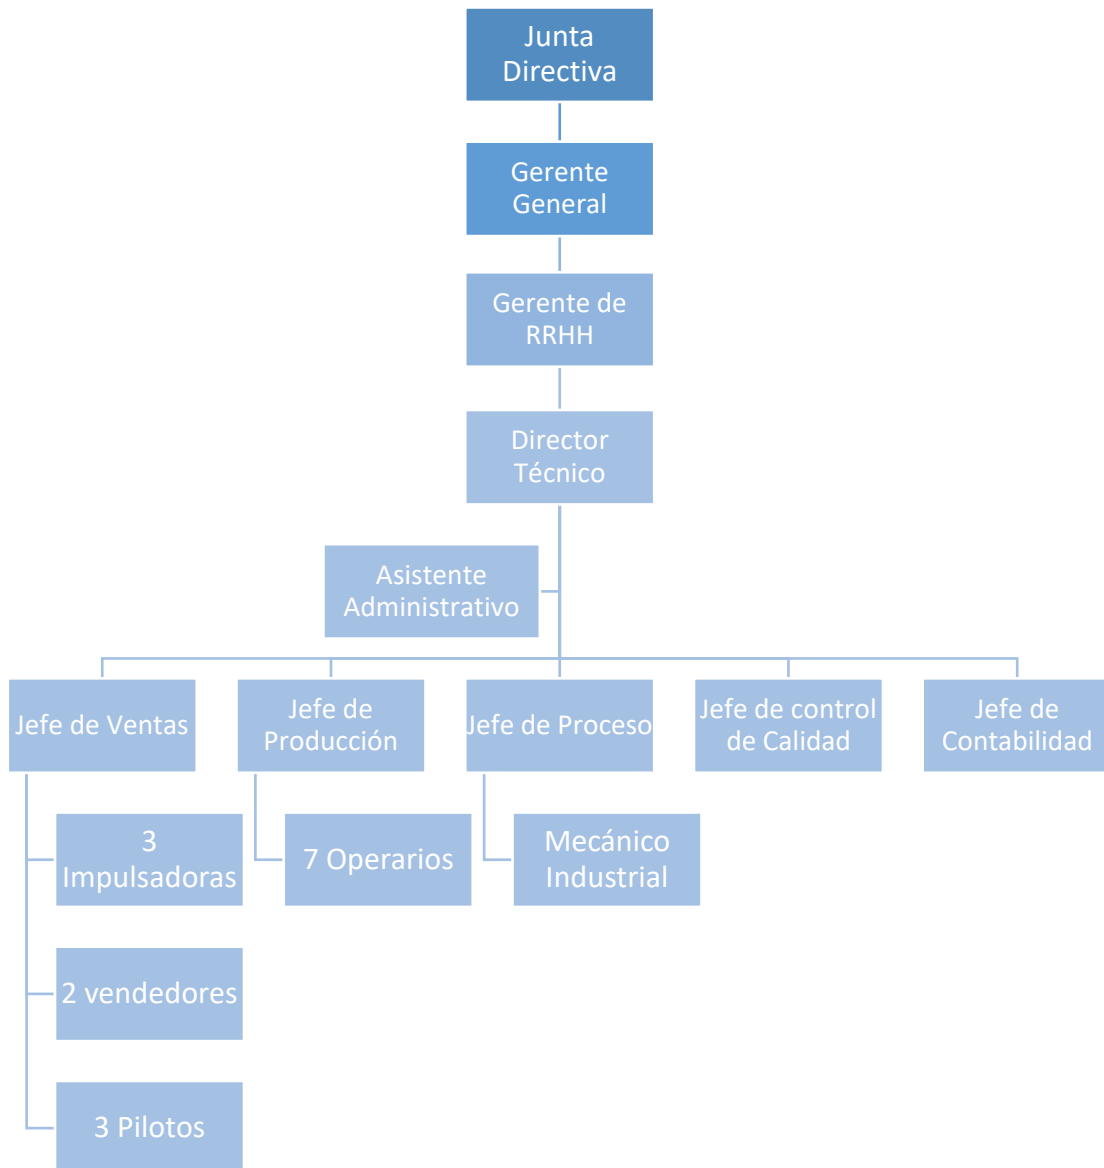 Junta
Directiva
Gerente
General
Gerente de
RRHH
Director
Técnico
Asistente
Administrativo
Jefe de Ventas
Jefe de
Producción
Jefe de Proceso
Jefe de control
de Calidad
Jefe de
Contabilidad
3
Impulsadoras
7 Operarios
Mecánico
Industrial
2 vendedores
3 Pilotos